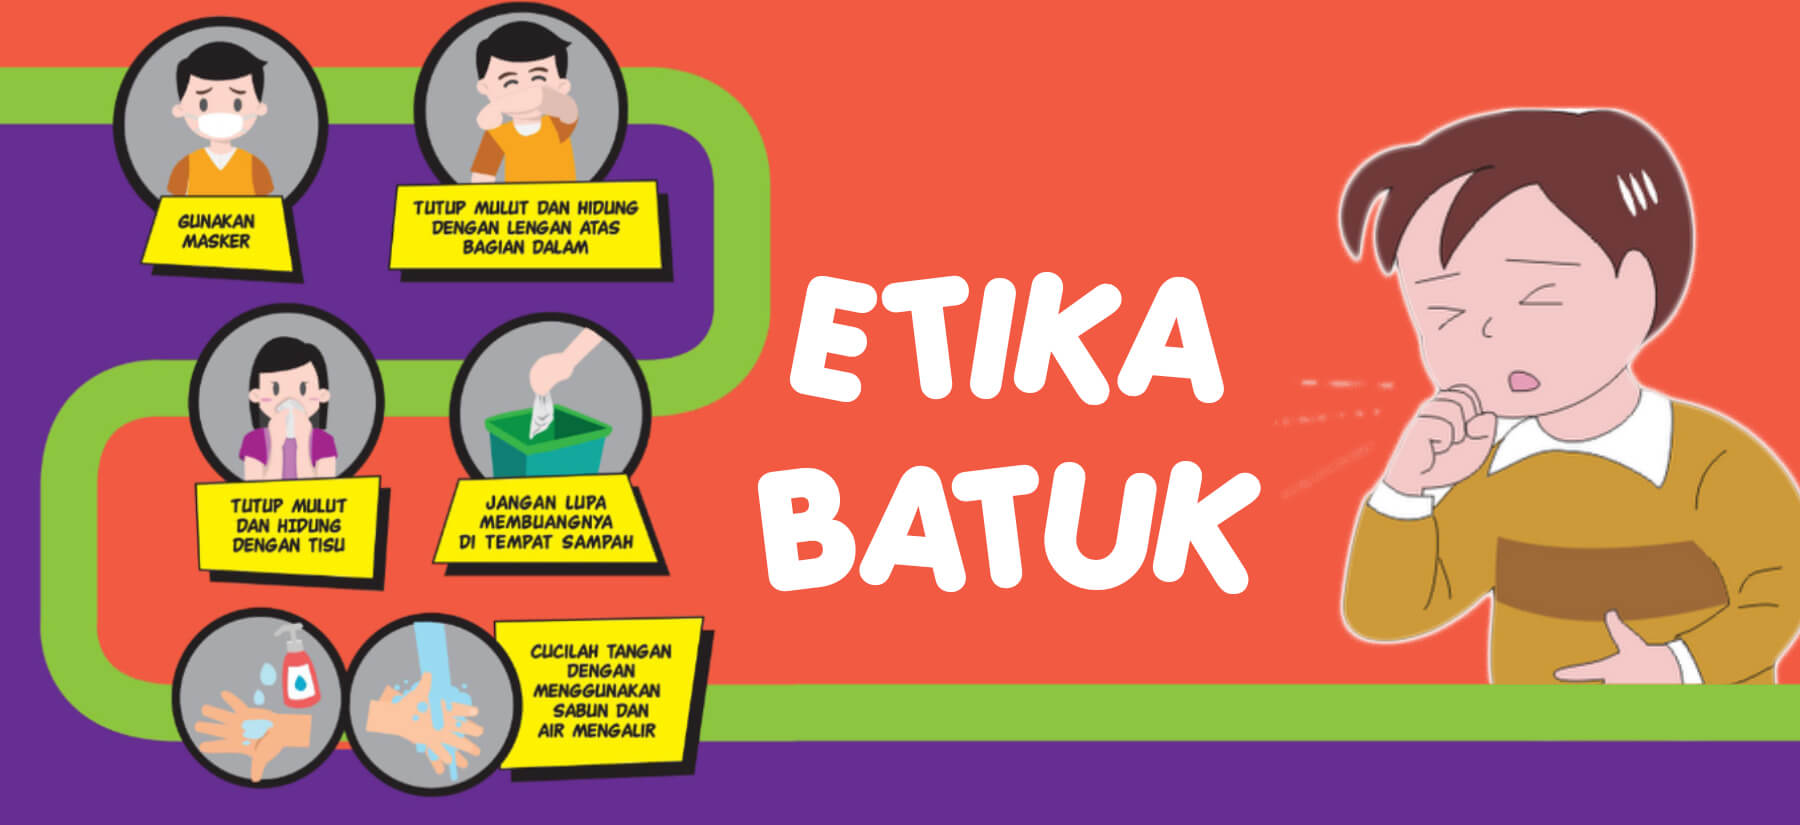 GUNAKAN
MASKER
TUTUP MULUT DAN HIDUNG
DENGAN LENGAN ATAS
BAGIAN DALAM
TUTUP MULUT
DAN HIDUNG
DENGAN TISU
JANGAN LUPA
MEMBUANGNYA
DI TEMPAT SAMPAH
CUCILAH TANGAN
DENGAN
MENGGUNAKAN
SABUN DAN
AIR MENGALIR
ETIKA
BATUK